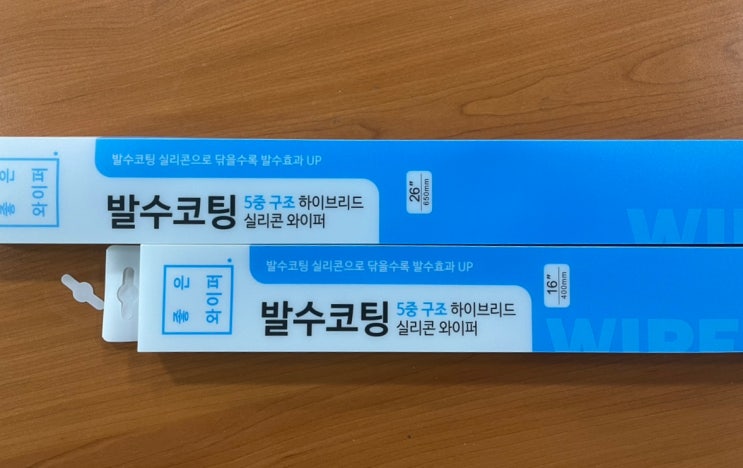 좋은
와이퍼
발수코팅 실리콘으로 닦을수록 발수효과 UP
발수코팅
5중 구조 하이브리드
실리콘 와이퍼
26"
650mm
좋은
와이퍼
발수코팅 실리콘으로 닦을수록 발수효과 UP
발수코팅
5중 구조 하이브리드
실리콘 와이퍼
16"
400mm